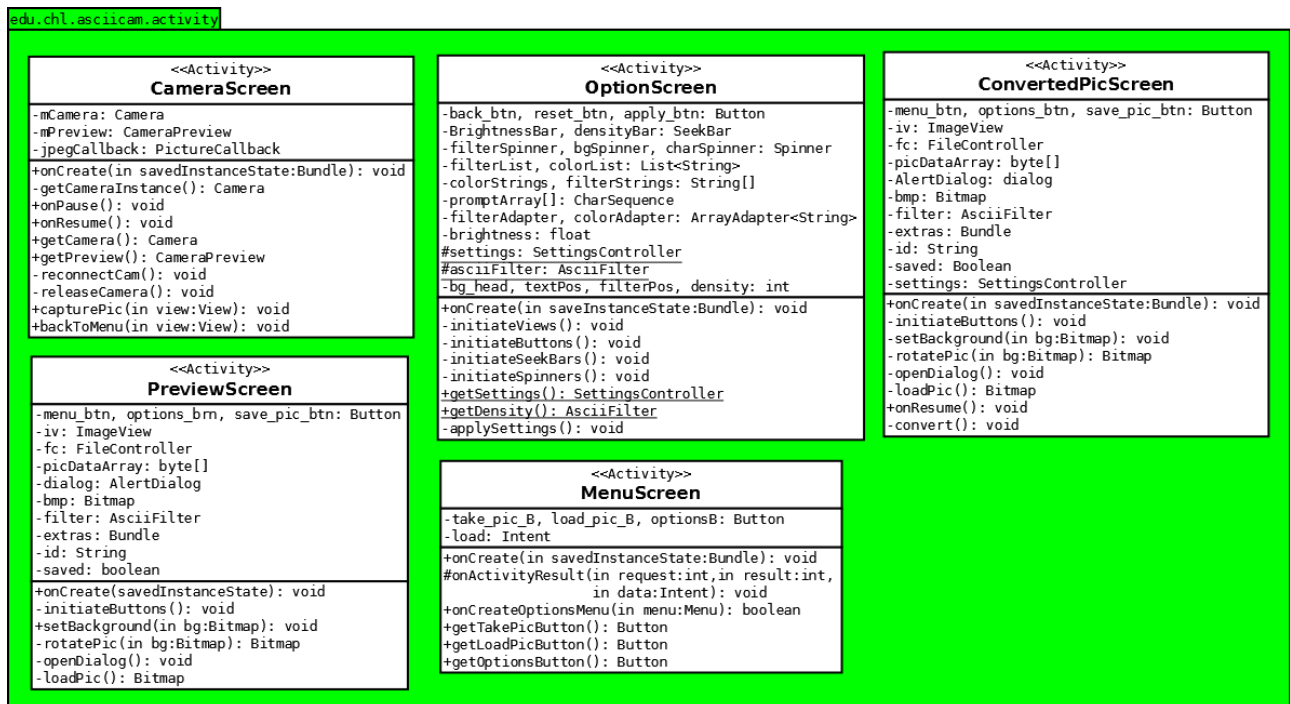 edu.chl.asciicam.activity
<<Activity>>
CameraScreen
-mCamera: Camera
-mPreview: CameraPreview
-jpegCallback: PictureCallback
+onCreate(in savedInstanceState:Bundle): void
-getCameraInstance(): Camera
+onPause(): void
+onResume(): void
+getCamera(): Camera
+getPreview(): CameraPreview
-reconnectCam(): void
-releaseCamera(): void
+capturePic(in view:View): void
+backToMenu(in view:View): void
<<Activity>>
PreviewScreen
-menu_btn, options_brn, save_pic_btn: Button
-iv: ImageView
-fc: FileController
-picDataArray: byte[]
-dialog: AlertDialog
-bmp: Bitmap
-filter: AsciiFilter
-extras: Bundle
-id: String
-saved: boolean
+onCreate(savedInstanceState): void
-initiateButtons(): void
+setBackground(in bg:Bitmap): void
-rotatePic(in bg:Bitmap): Bitmap
-openDialog(): void
-loadPic(): Bitmap
<<Activity>>
OptionScreen
-back_btn, reset_btn, apply_btn: Button
-BrightnessBar, densityBar: SeekBar
-filterSpinner, bgSpinner, charSpinner: Spinner
-filterList, colorList: List<String>
-colorStrings, filterStrings: String[]
-promptArray[]: CharSequence
-filterAdapter, colorAdapter: ArrayAdapter<String>
-brightness: float
#settings: SettingsController
#asciiFilter: AsciiFilter
-bg_head, textPos, filterPos, density: int
+onCreate(in saveInstanceState:Bundle): void
-initiateViews(): void
-initiateButtons(): void
-initiateSeekBars(): void
-initiateSpinners(): void
+getSettings(): SettingsController
+getDensity(): AsciiFilter
-applySettings(): void
<<Activity>>
MenuScreen
-take_pic_B, load_pic_B, optionsB: Button
-load: Intent
+onCreate(in savedInstanceState:Bundle): void
#onActivityResult(in request:int,in result:int,
in data:Intent): void
+onCreateOptionsMenu(in menu:Menu): boolean
+getTakePicButton(): Button
+getLoadPicButton(): Button
+getOptionsButton(): Button
<<Activity>>
ConvertedPicScreen
-menu_btn, options_btn, save_pic_btn: Button
-iv: ImageView
-fc: FileController
-picDataArray: byte[]
-AlertDialog: dialog
-bmp: Bitmap
-filter: AsciiFilter
-extras: Bundle
-id: String
-saved: Boolean
-settings: SettingsController
+onCreate(in savedInstanceState:Bundle): void
-initiateButtons(): void
-setBackground(in bg:Bitmap): void
-rotatePic(in bg:Bitmap): Bitmap
-openDialog(): void
-loadPic(): Bitmap
+onResume(): void
-convert(): void